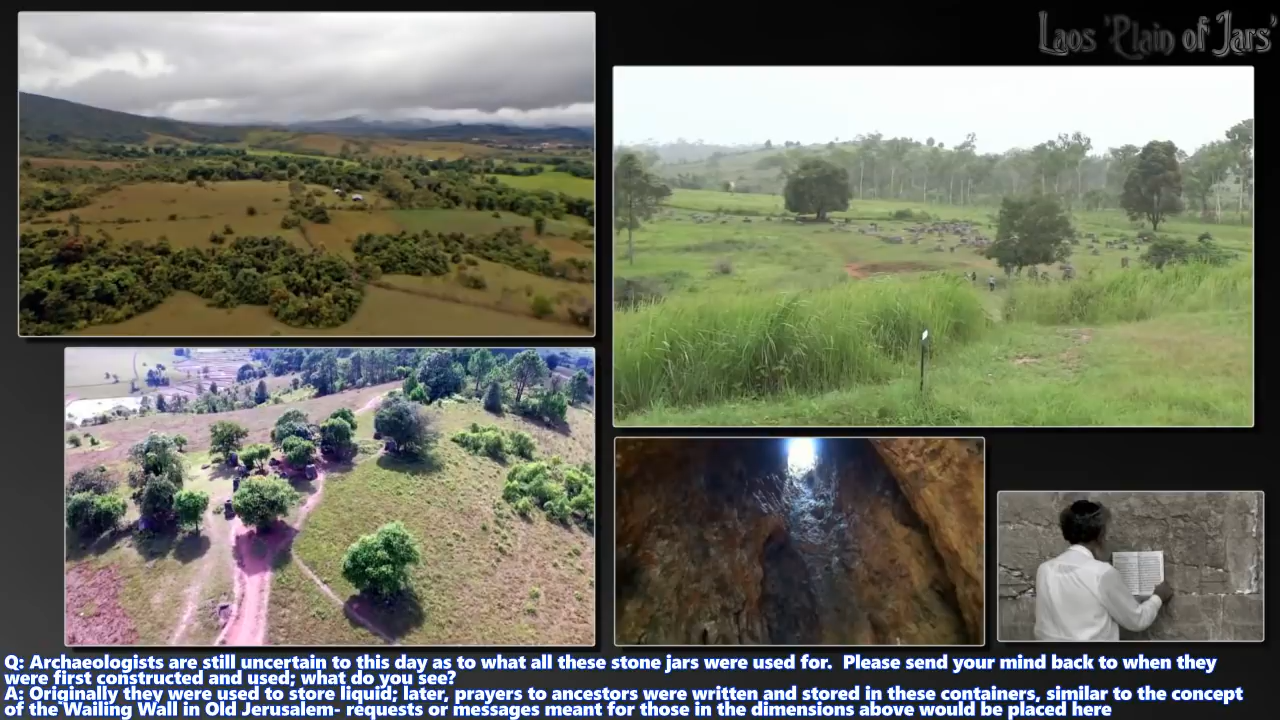 Laos 'Plain of Jars'
Q: Archaeologists are still uncertain to this day as to what all these stone jars were used for.  Please send your mind back to when they
were first constructed and used; what do you see?
A: Originally they were used to store liquid; later, prayers to ancestors were written and stored in these containers, similar to the concept
of the Wailing Wall in Old Jerusalem- requests or messages meant for those in the dimensions above would be placed here